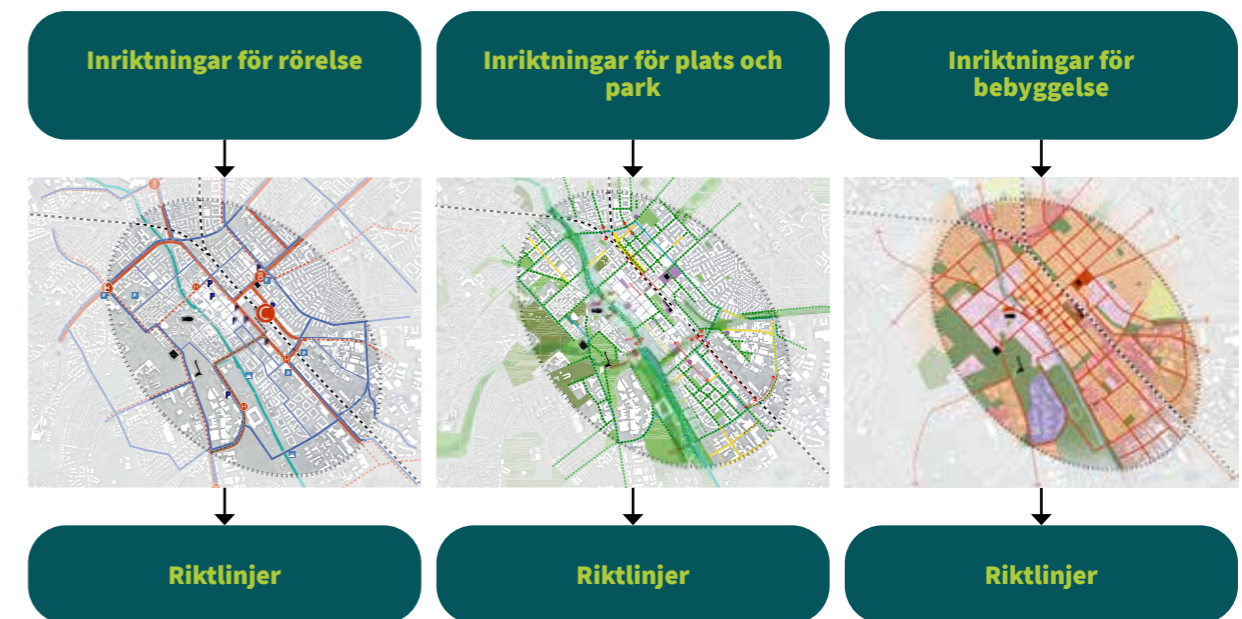 Inriktningar för rörelse
Inriktningar för plats och
park
Inriktningar för
bebyggelse
Riktlinjer
Riktlinjer
Riktlinjer